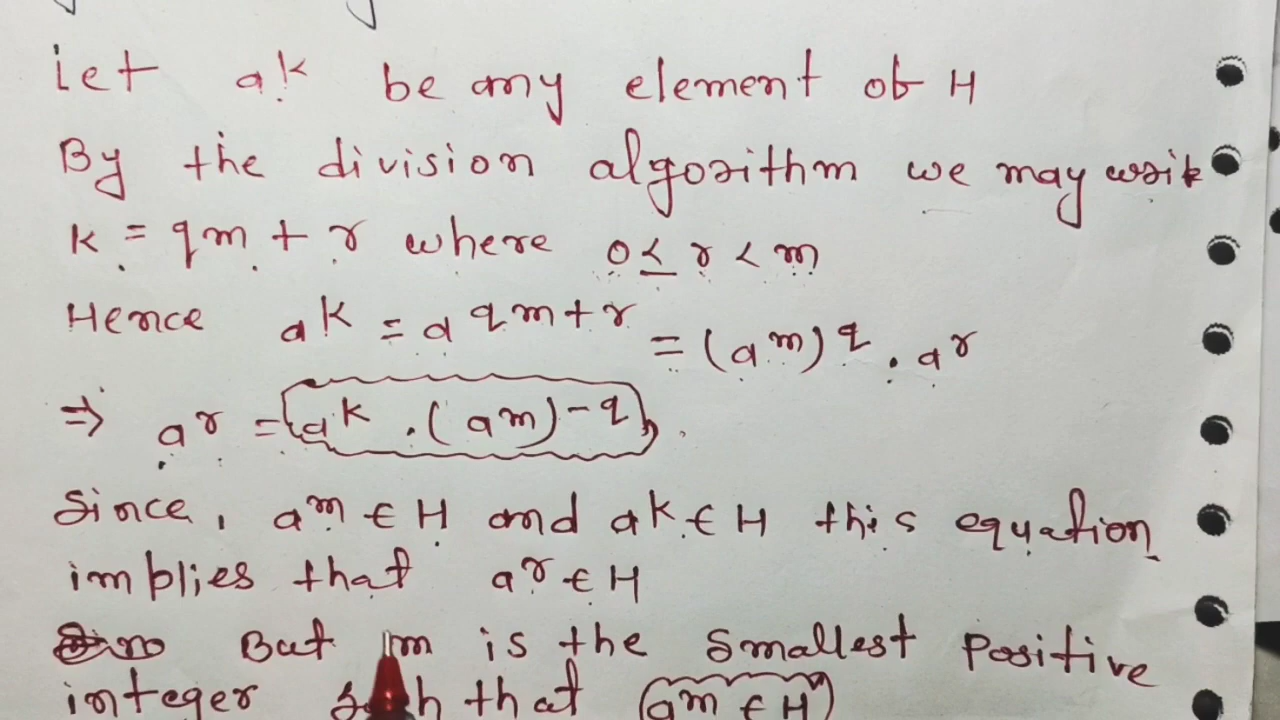 Let a^k be any element of H
By the division algorithm we may write
k = qm + r where 0 ≤ r < m
Hence a^k = a^(qm+r) = (a^m)^q . a^r
⇒ a^r = a^k . (a^m)^-q
Since, a^m ∈ H and a^k ∈ H this equation
implies that a^r ∈ H
But m is the smallest Positive
integer such that a^m ∈ H